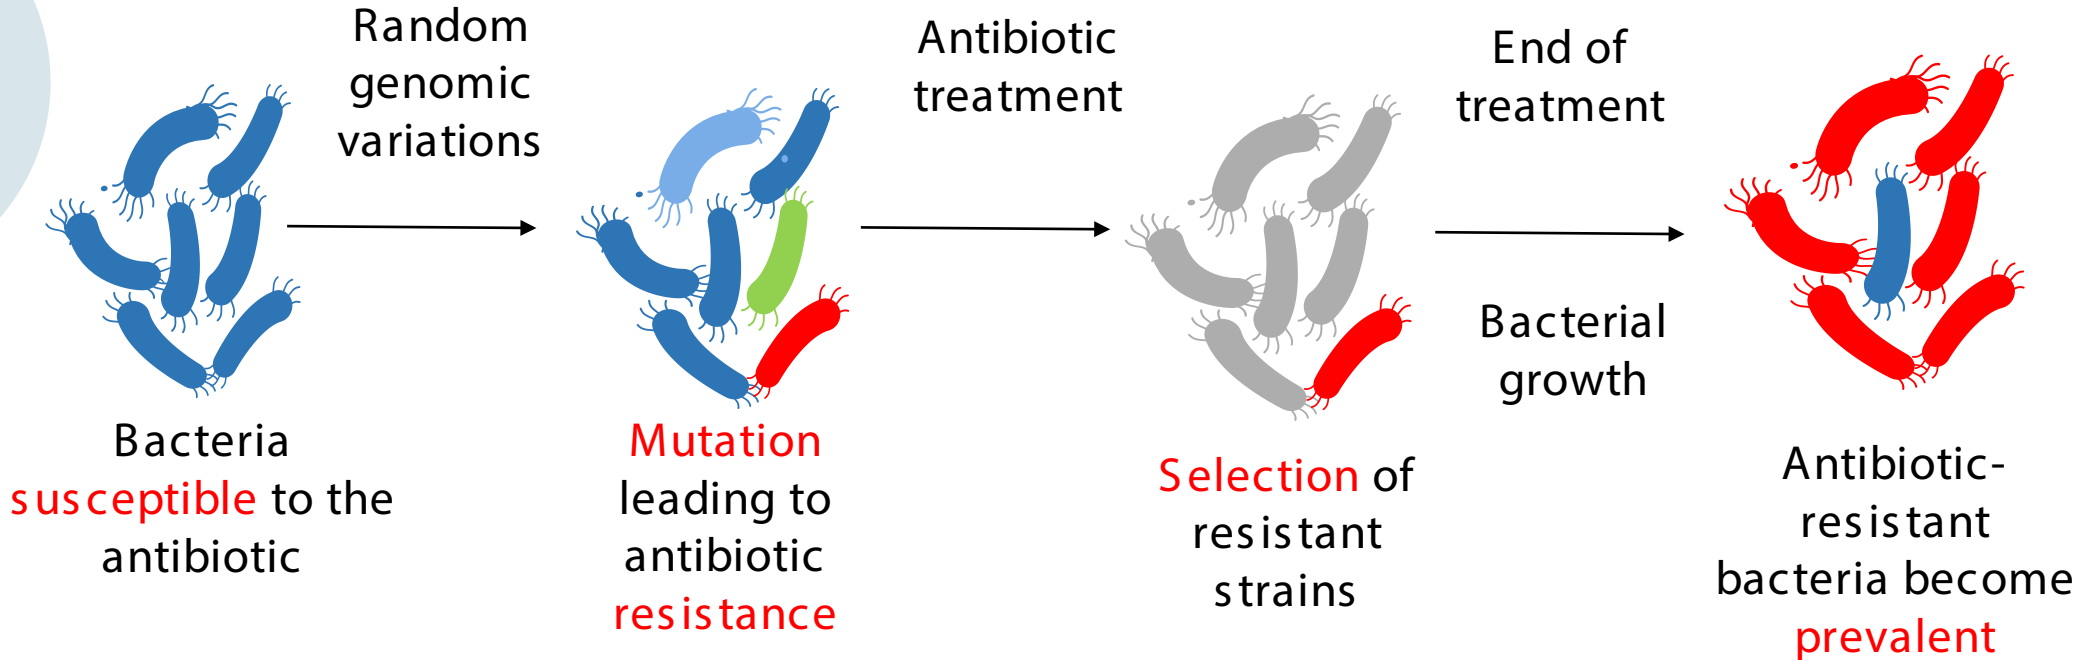 Random
genomic
variations
Antibiotic
treatment
End of
treatment
Bacterial
growth
Bacteria
susceptible to the
antibiotic
Mutation
leading to
antibiotic
resistance
Selection of
resistant
strains
Antibiotic-
resistant
bacteria become
prevalent